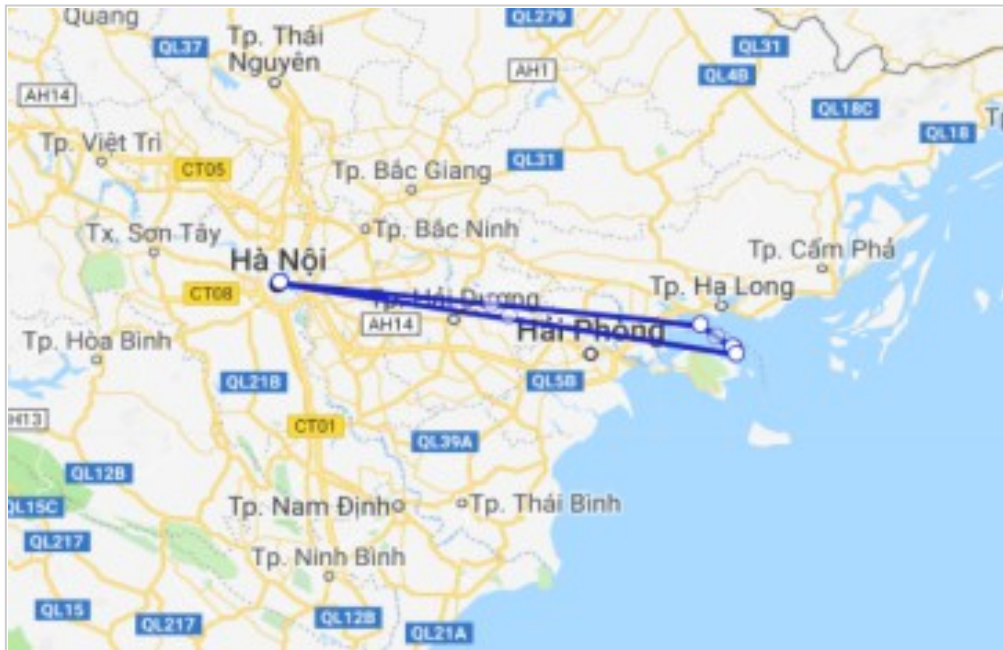 Quang
QL279
QL37
Tp. Thái
Nguyên
QL31
AH1
QL4B
AH14
QL18C
QL18
Tp. Việt Trì
CT05
QL31
Tp. Bắc Giang
Tx. Sơn Tây
Tp. Bắc Ninh
Hà Nội
Tp. Cẩm Phả
CT08
Tp. Hải Dương
Tp. Hạ Long
AH14
Hải Phòng
Tp. Hòa Bình
QL21B
QL5B
CT01
QL39A
QL12B
QL15C
Tp. Nam Định
Tp. Thái Bình
QL217
Tp. Ninh Bình
QL15
QL217
QL12B
QL21A